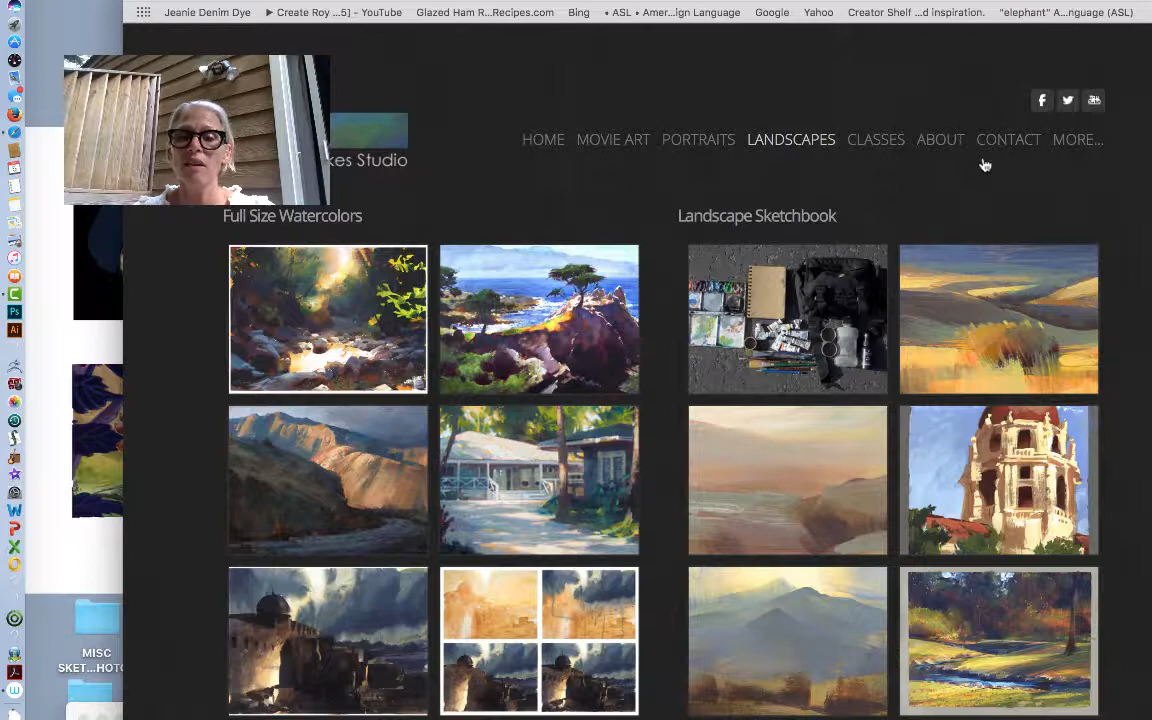 Jeanie Denim Dye ▶ Create Roy ...5] - YouTube Glazed Ham R...Recipes.com Bing • ASL • Amer...ign Language Google Yahoo Creator Shelf ...d inspiration. "elephant" A...nguage (ASL)
kes Studio
HOME MOVIE ART PORTRAITS LANDSCAPES CLASSES ABOUT CONTACT MORE...
Full Size Watercolors
Landscape Sketchbook
Ps
Ai
MISC
SKET...HOTO